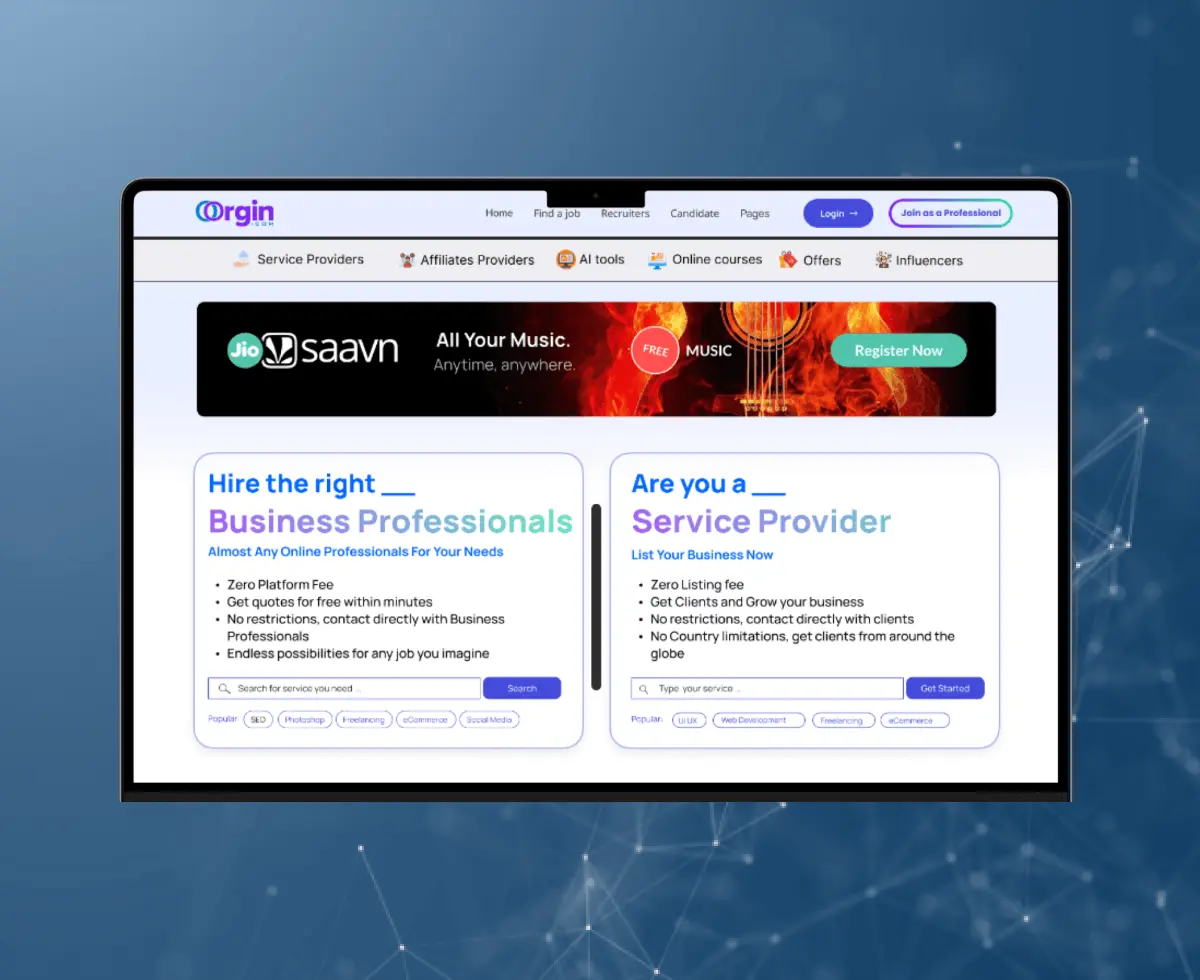 Orgin
.COM
Home Find a job Recruiters Candidate Pages Login → Join as a Professional
Service Providers Affiliates Providers AI tools Online courses Offers Influencers
Jio saavn
All Your Music.
Anytime, anywhere.
FREE MUSIC
Register Now
Hire the right ___
Business Professionals
Almost Any Online Professionals For Your Needs
• Zero Platform Fee
• Get quotes for free within minutes
• No restrictions, contact directly with Business
Professionals
• Endless possibilities for any job you imagine
Search for service you need ... Search
Popular: SEO Photoshop Freelancing eCommerce Social Media
Are you a ___
Service Provider
List Your Business Now
• Zero Listing fee
• Get Clients and Grow your business
• No restrictions, contact directly with clients
• No Country limitations, get clients from around the
globe
Type your service ... Get Started
Popular: UI UX Web Development Freelancing eCommerce